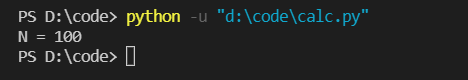 PS D:\code> python -u "d:\code\calc.py"
N = 100
PS D:\code>